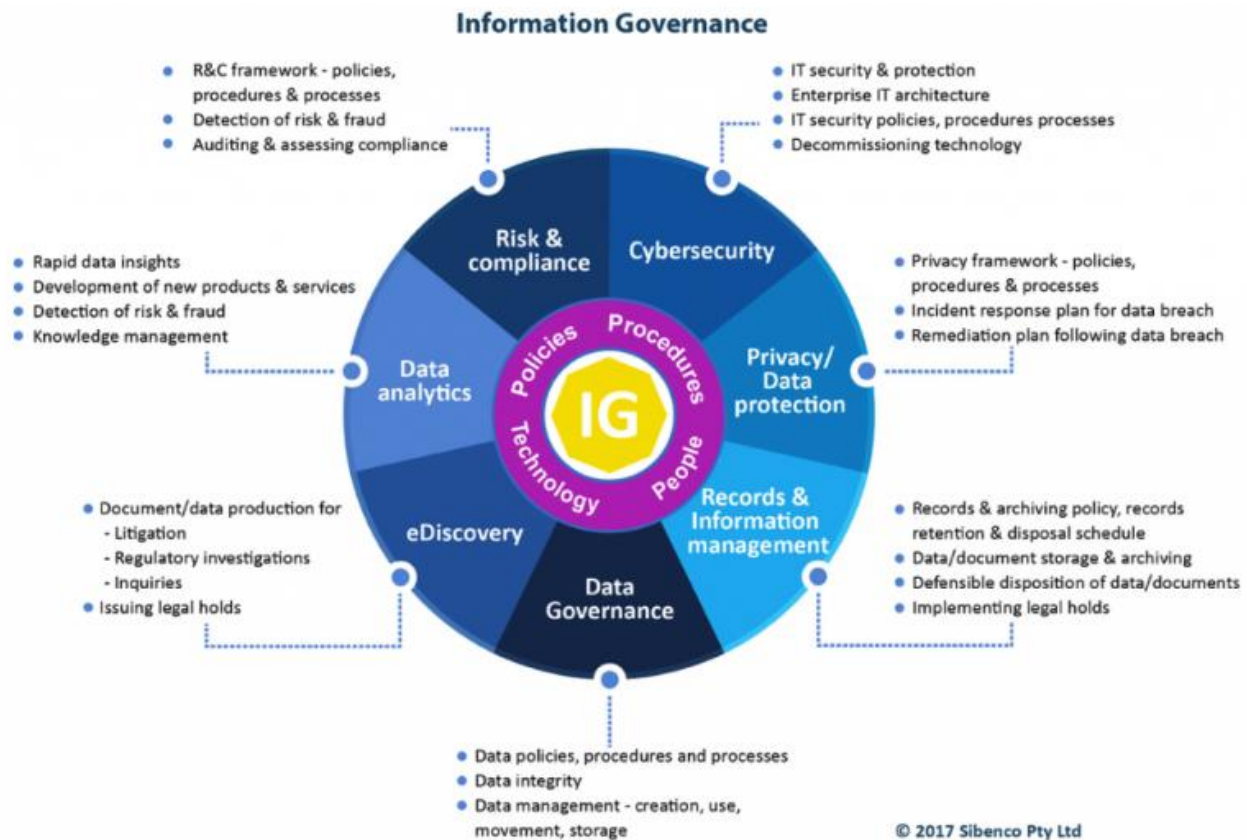 Information Governance
R&C framework - policies,
procedures & processes
Detection of risk & fraud
Auditing & assessing compliance
IT security & protection
Enterprise IT architecture
IT security policies, procedures processes
Decommissioning technology
Risk &
compliance
Cybersecurity
Rapid data insights
Development of new products & services
Detection of risk & fraud
Knowledge management
Privacy framework - policies,
procedures & processes
Incident response plan for data breach
Remediation plan following data breach
Data
analytics
Policies
Procedures
IG
Technology
People
Privacy/
Data
protection
Document/data production for
- Litigation
- Regulatory investigations
- Inquiries
Issuing legal holds
eDiscovery
Data
Governance
Records &
Information
management
Records & archiving policy, records
retention & disposal schedule
Data/document storage & archiving
Defensible disposition of data/documents
Implementing legal holds
Data policies, procedures and processes
Data integrity
Data management - creation, use,
movement, storage
© 2017 Sibenco Pty Ltd